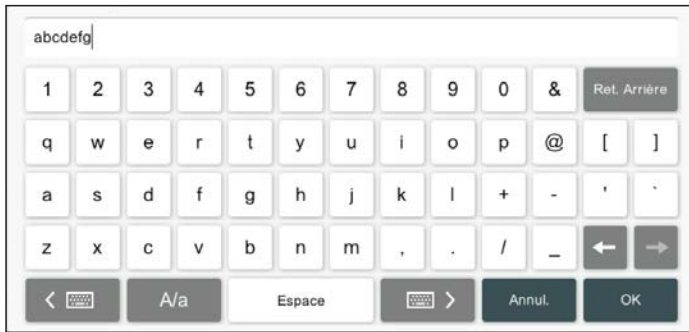 abcdefg
1 2 3 4 5 6 7 8 9 0 & Ret. Arrière
q w e r t y u i o p @ [ ]
a s d f g h j k l + - ' `
z x c v b n m , . / _ ← →
< A/a Espace > Annul. OK